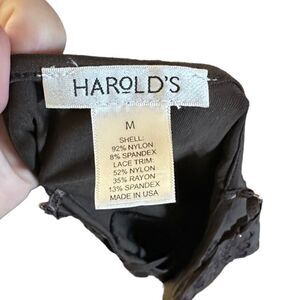 HAROLD'S
M
SHELL:
92% NYLON
8% SPANDEX
LACE TRIM:
52% NYLON
35% RAYON
13% SPANDEX
MADE IN USA